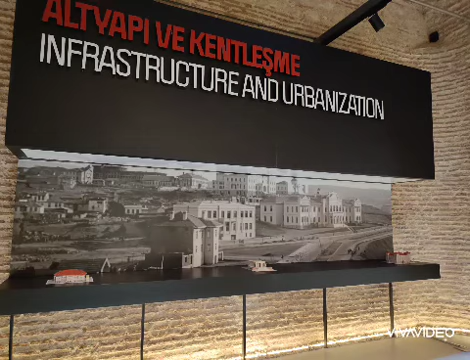 ALTYAPI VE KENTLEŞME
INFRASTRUCTURE AND URBANIZATION
VIVAVIDEO